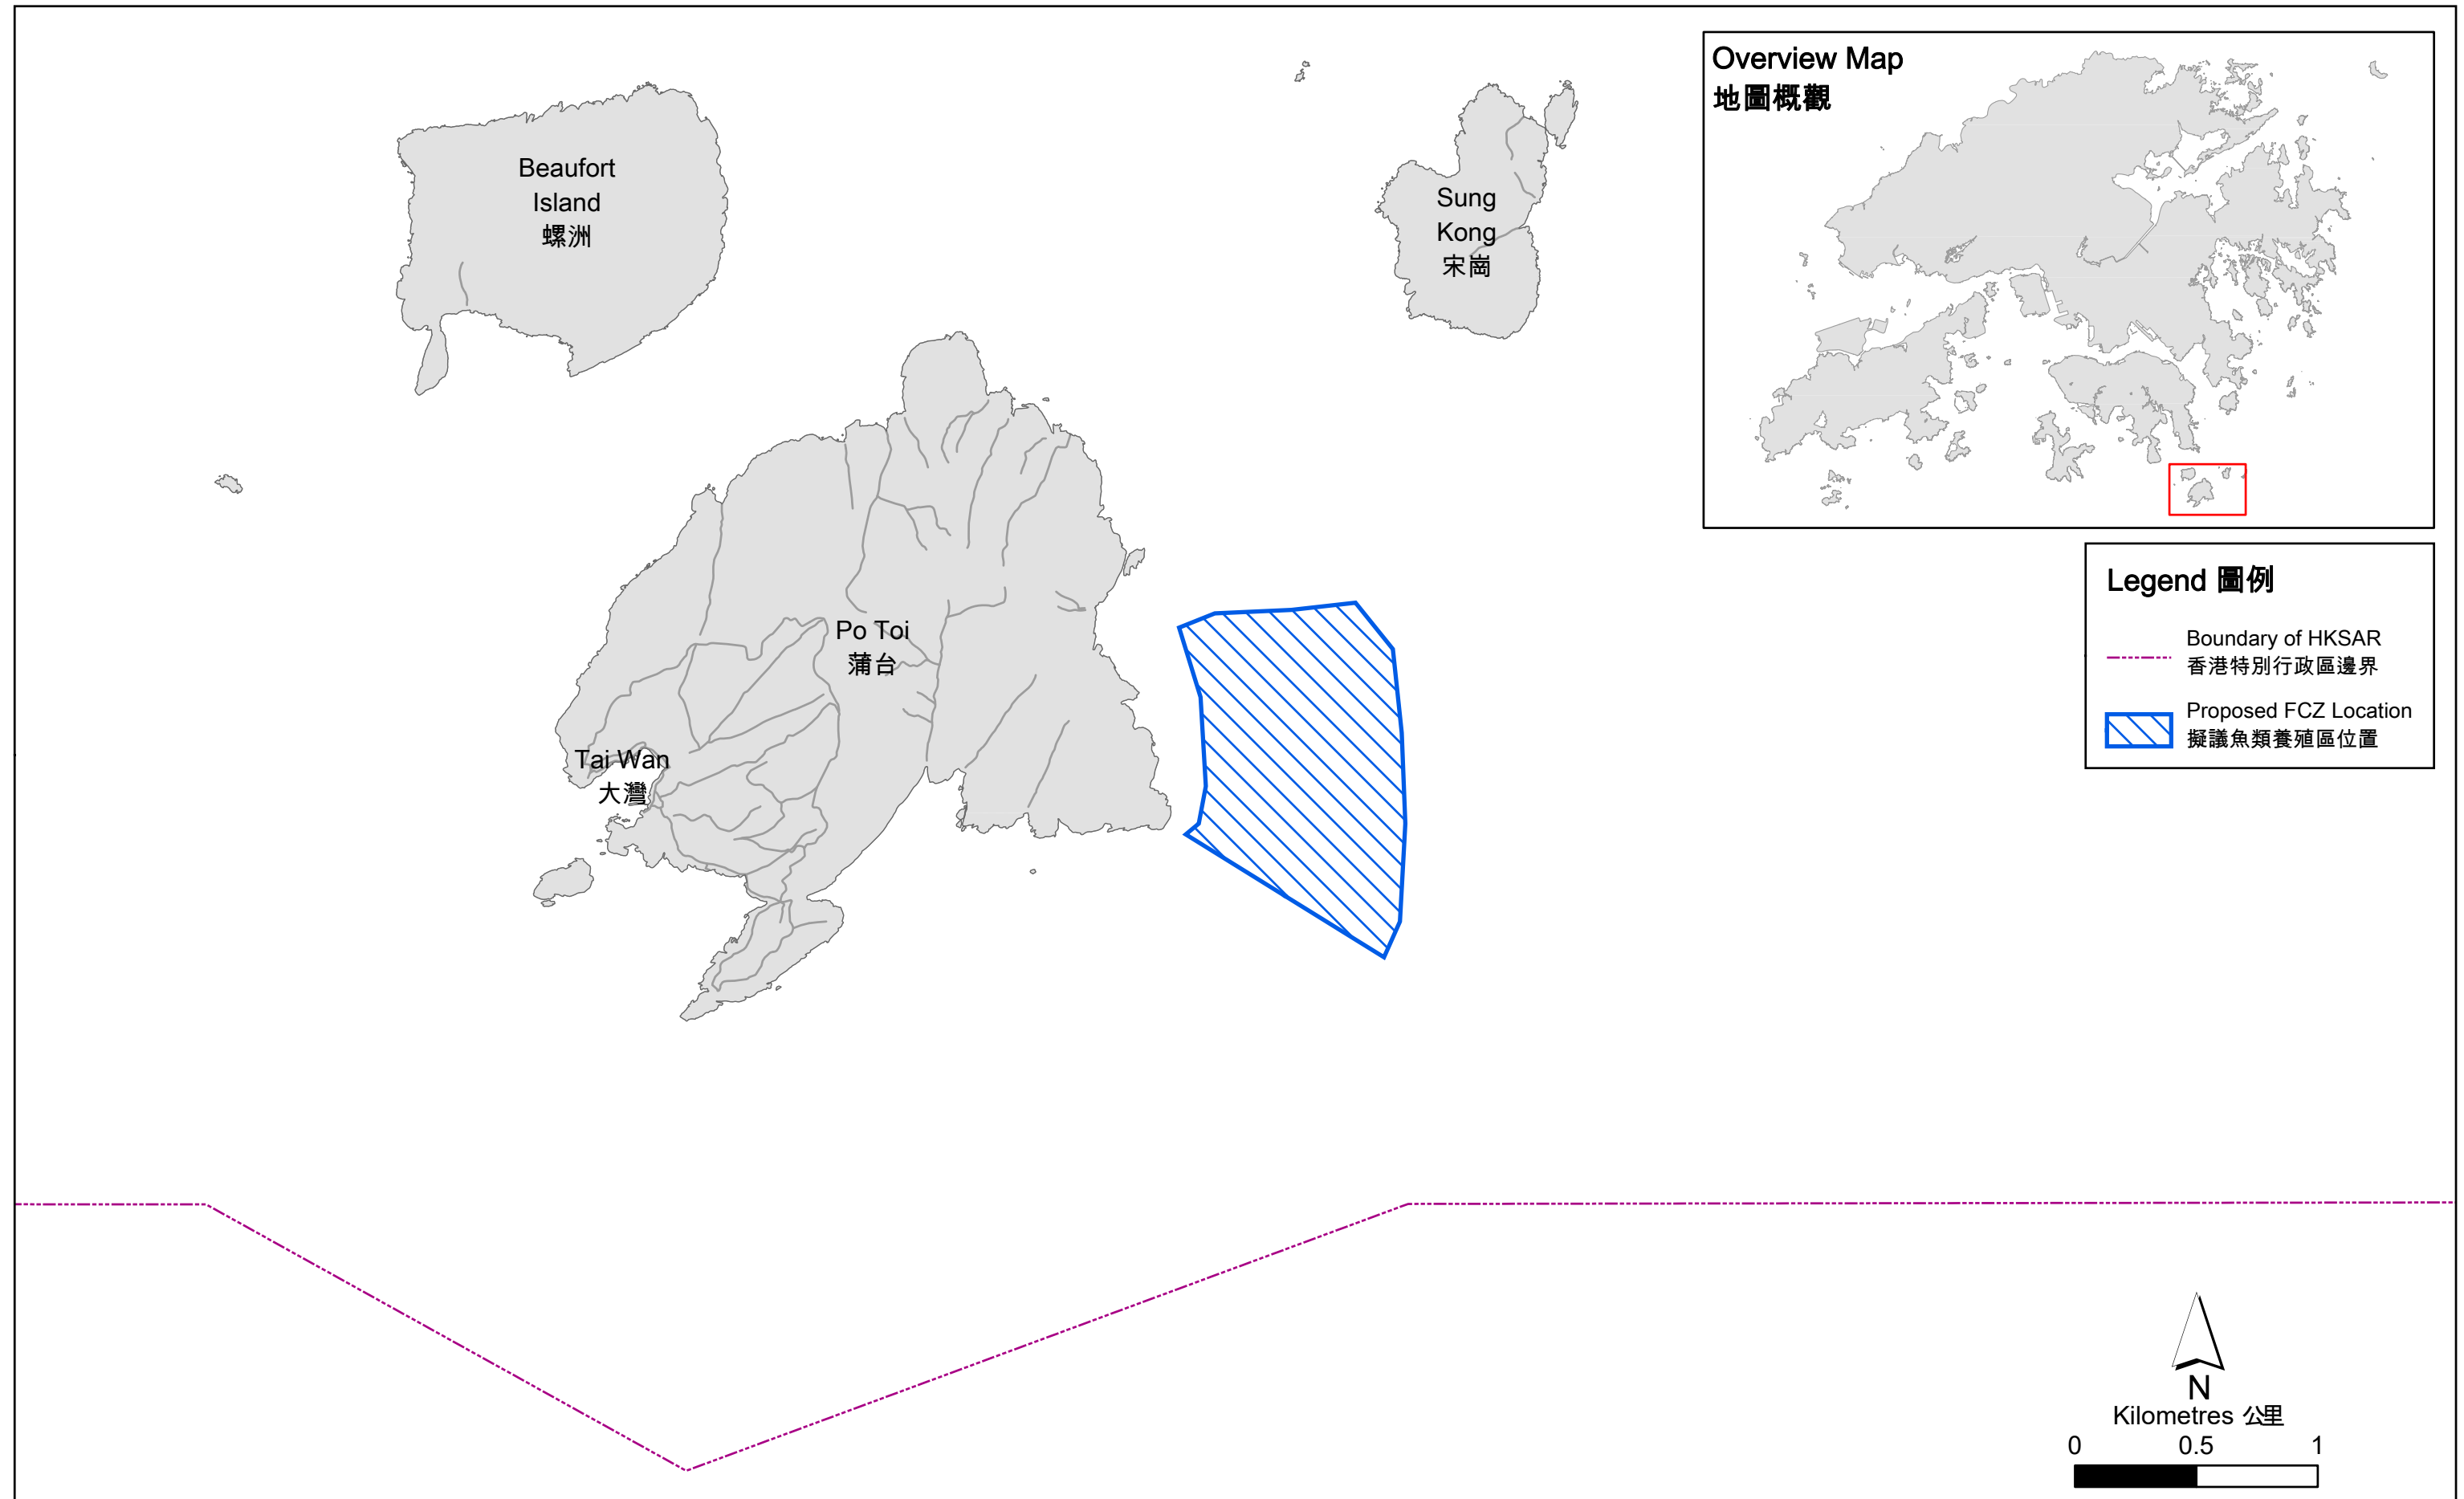 Overview Map
地圖概觀
Beaufort
Island
螺洲
Sung
Kong
宋崗
Po Toi
蒲台
Tai Wan
大灣
Legend 圖例
Boundary of HKSAR
香港特別行政區邊界
Proposed FCZ Location
擬議魚類養殖區位置
N
Kilometres 公里
0 0.5 1